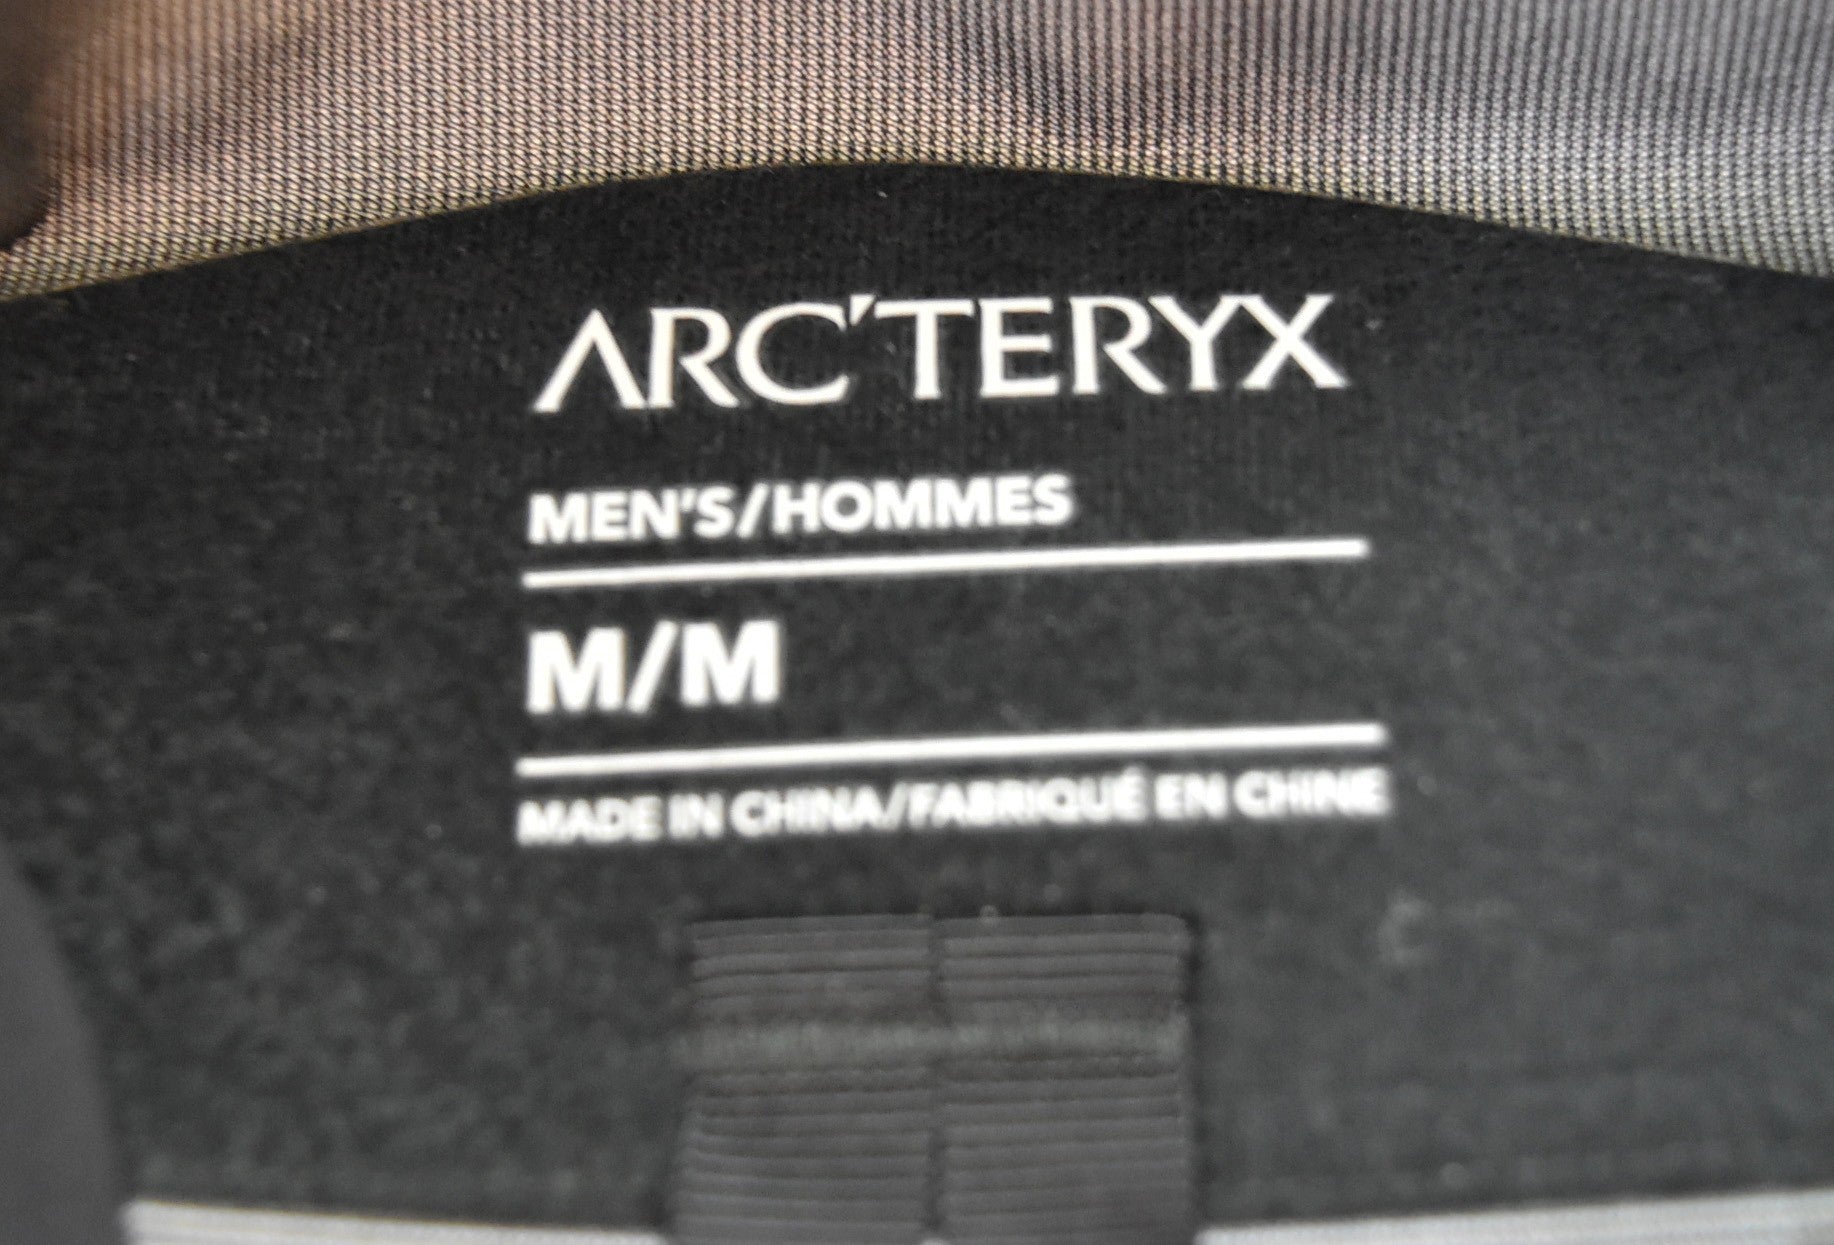 ARC'TERYX
MEN'S/HOMMES
M/M
MADE IN CHINA/FABRIQUÉ EN CHINE